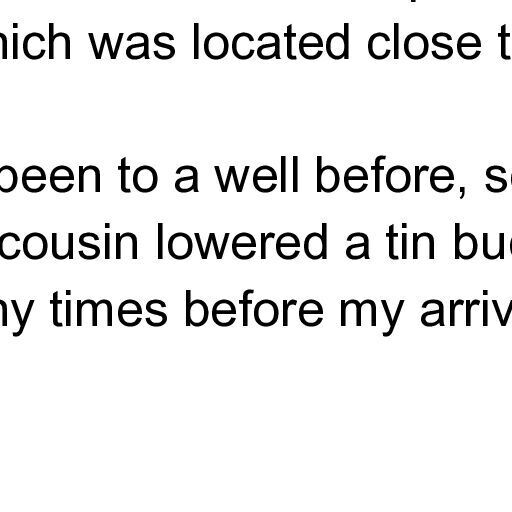 hich was located close t
been to a well before, s
cousin lowered a tin bu
ny times before my arriv